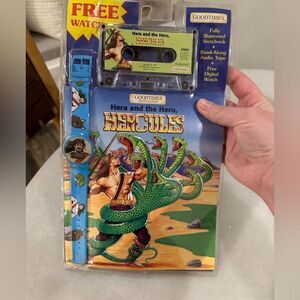 FREE
WATCH
Hera and the Hero,
HERCULES
GOODTIMES
Fully
Illustrated
Storybook
Read-Along
Audio Tape
Free
Digital
Watch
GOODTIMES
Hera and the Hero,
HERCULES